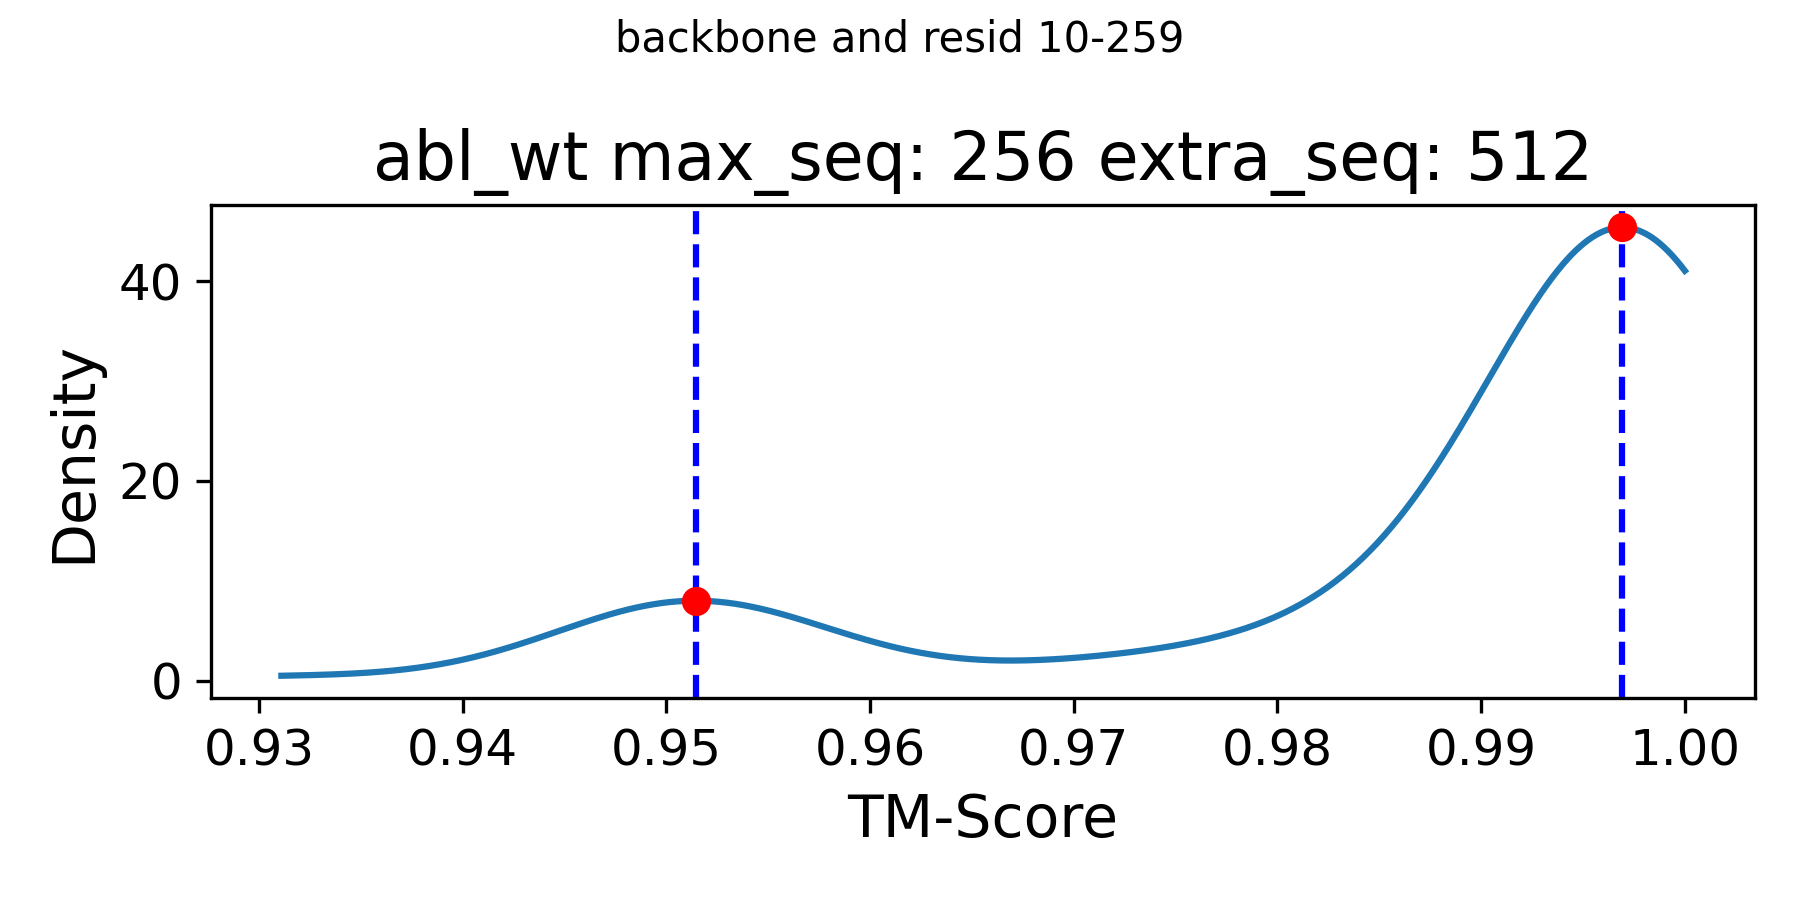 backbone and resid 10-259
abl_wt max_seq: 256 extra_seq: 512
Density
40
20
0
0.93 0.94 0.95 0.96 0.97 0.98 0.99 1.00
TM-Score